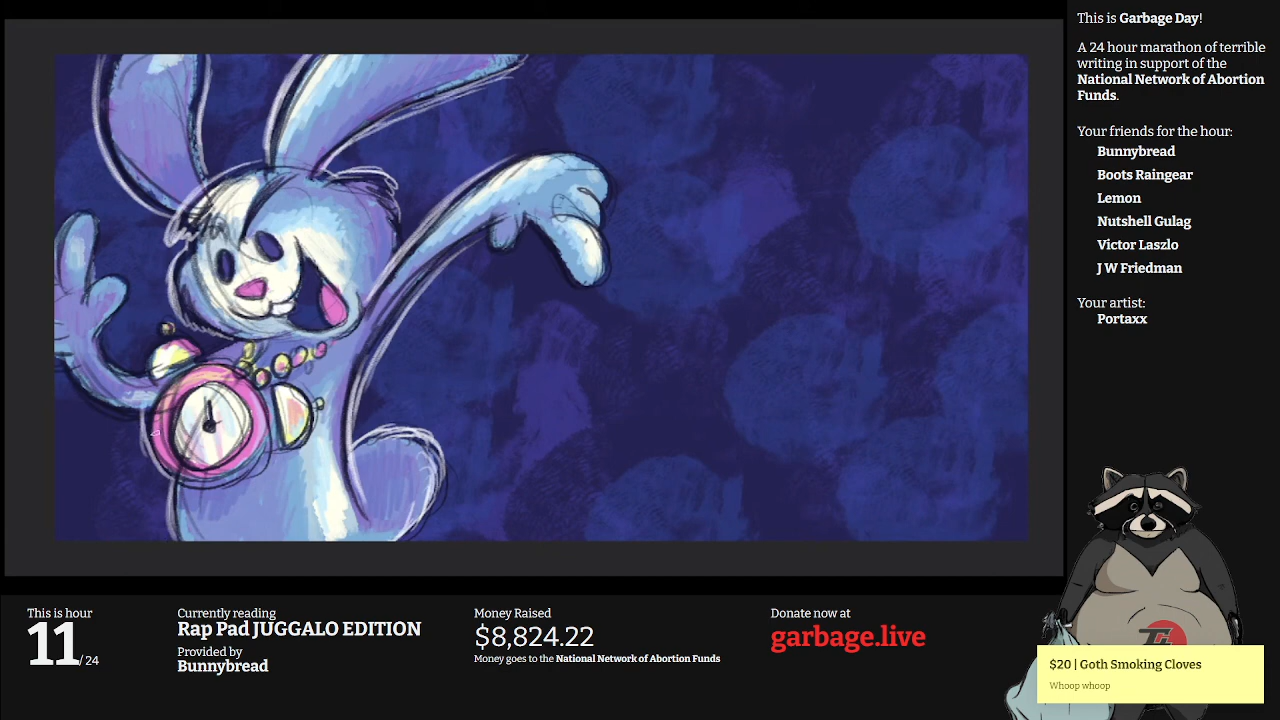 This is Garbage Day!
A 24 hour marathon of terrible
writing in support of the
National Network of Abortion
Funds.
Your friends for the hour:
Bunnybread
Boots Raingear
Lemon
Nutshell Gulag
Victor Laszlo
J W Friedman
Your artist:
Portaxx
This is hour
11/ 24
Currently reading
Rap Pad JUGGALO EDITION
Provided by
Bunnybread
Money Raised
$8,824.22
Money goes to the National Network of Abortion Funds
Donate now at
garbage.live
$20 | Goth Smoking Cloves
Whoop whoop